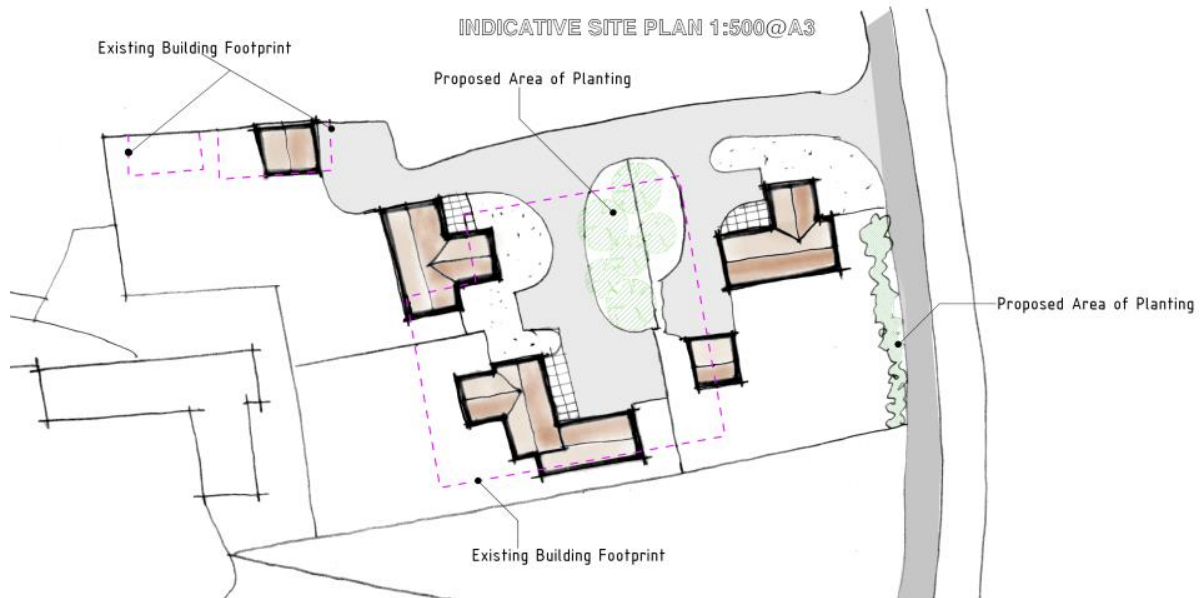 INDICATIVE SITE PLAN 1:500@A3
Existing Building Footprint
Proposed Area of Planting
Proposed Area of Planting
Existing Building Footprint